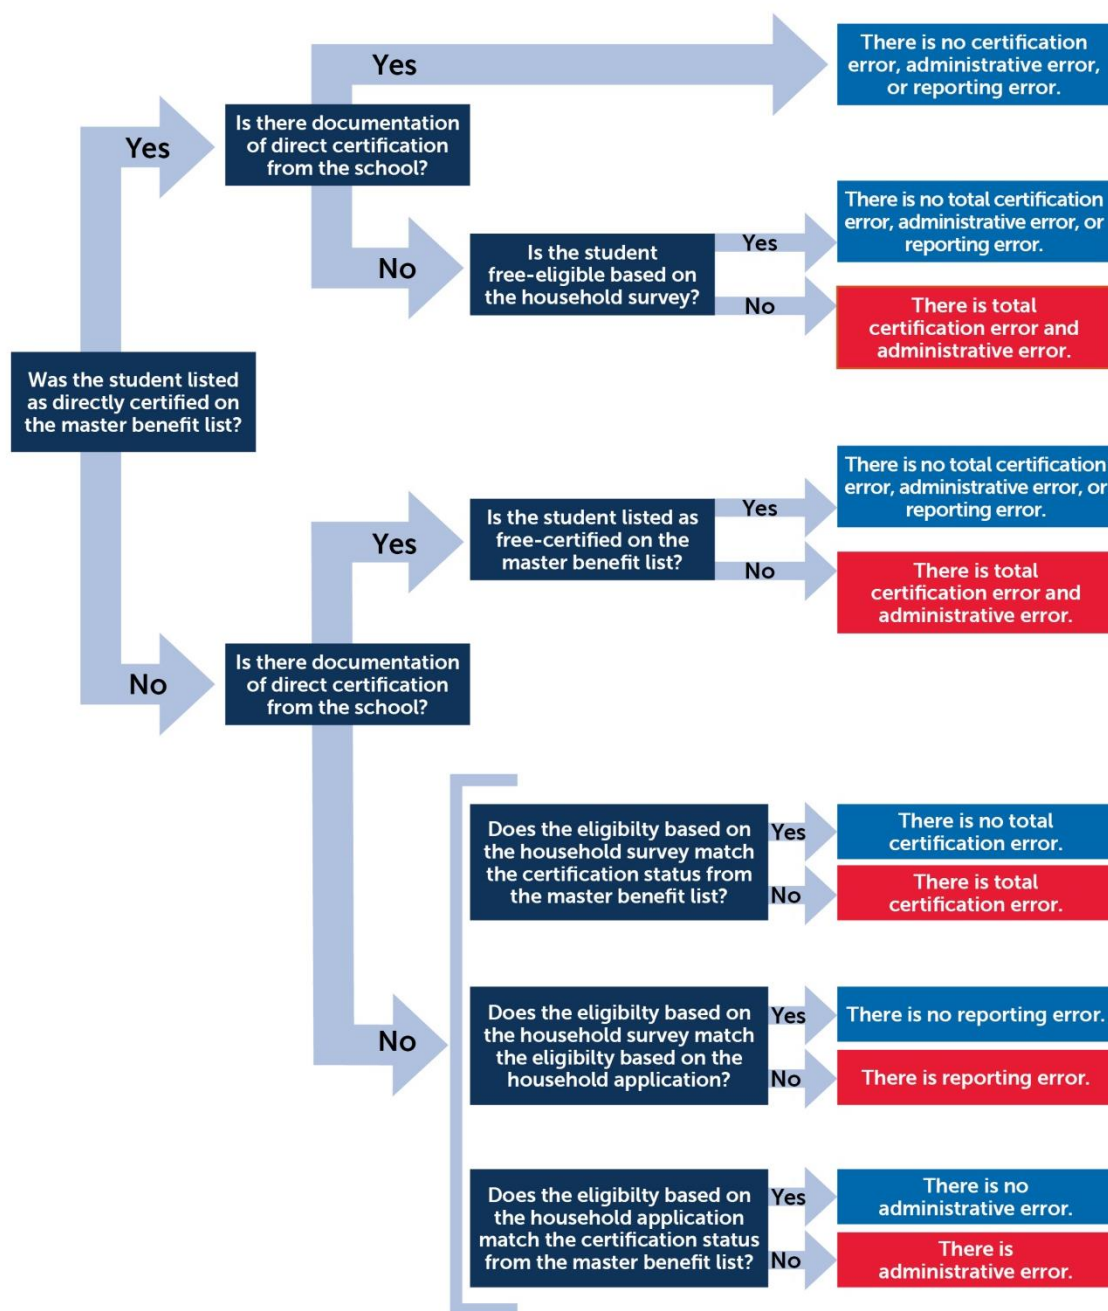 Was the student listed
as directly certified on
the master benefit list?
Yes
Is there documentation
of direct certification
from the school?
Yes
There is no certification
error, administrative error,
or reporting error.
No
Is the student
free-eligible based on
the household survey?
Yes
There is no total certification
error, administrative error, or
reporting error.
No
There is total
certification error and
administrative error.
No
Is there documentation
of direct certification
from the school?
Yes
Is the student listed as
free-certified on the
master benefit list?
Yes
There is no total certification
error, administrative error, or
reporting error.
No
There is total
certification error and
administrative error.
No
Does the eligibilty based on
the household survey match
the certification status from
the master benefit list?
Yes
There is no total
certification error.
No
There is total
certification error.
Does the eligibilty based on
the household survey match
the eligibilty based on the
household application?
Yes
There is no reporting error.
No
There is reporting error.
Does the eligibilty based on
the household application
match the certification status
from the master benefit list?
Yes
There is no
administrative error.
No
There is
administrative error.